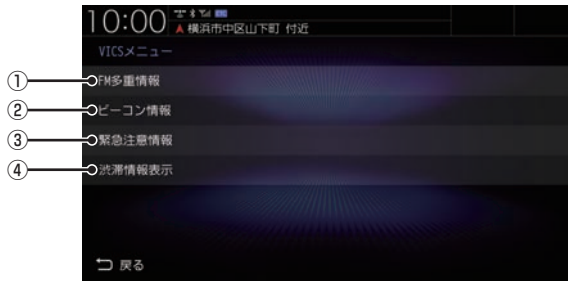 10:00
横浜市中区山下町 付近
VICSメニュー
① FM多重情報
② ビーコン情報
③ 緊急注意情報
④ 渋滞情報表示
戻る